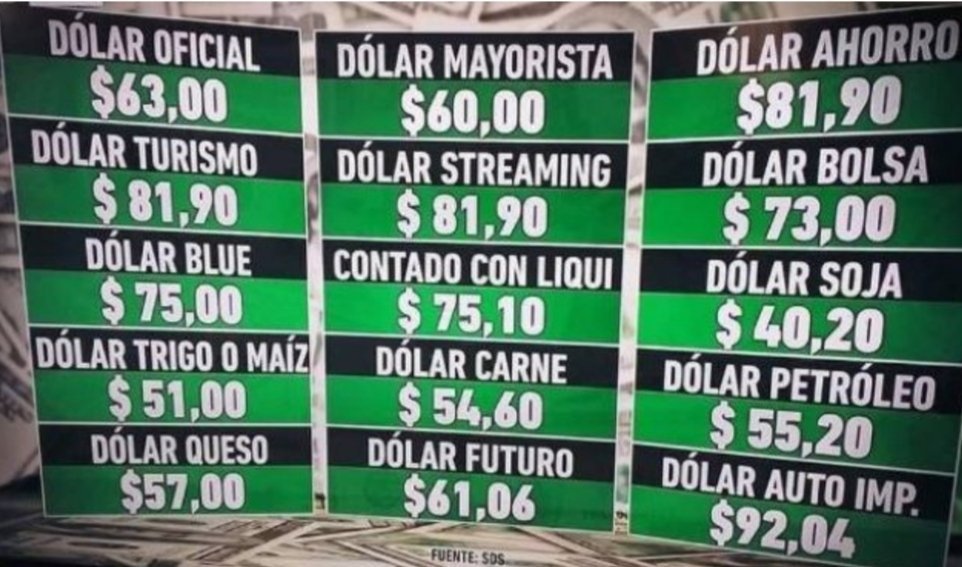 DÓLAR OFICIAL
$63,00
DÓLAR TURISMO
$ 81,90
DÓLAR BLUE
$ 75,00
DÓLAR TRIGO O MAÍZ
$ 51,00
DÓLAR QUESO
$57,00
DÓLAR MAYORISTA
$60,00
DÓLAR STREAMING
$ 81,90
CONTADO CON LIQUI
$ 75,10
DÓLAR CARNE
$ 54,60
DÓLAR FUTURO
$61,06
DÓLAR AHORRO
$81,90
DÓLAR BOLSA
$ 73,00
DÓLAR SOJA
$ 40,20
DÓLAR PETRÓLEO
$ 55,20
DÓLAR AUTO IMP.
$92,04
FUENTE: SDS.